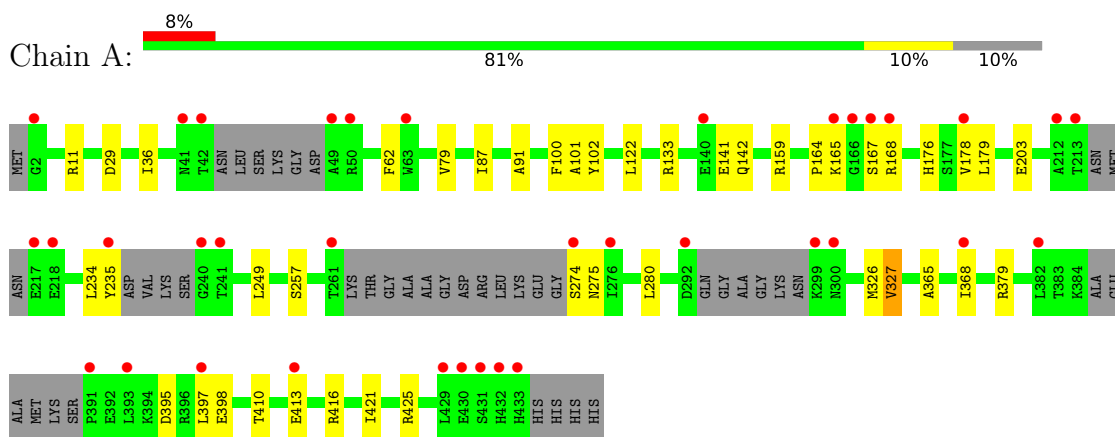 8%
Chain A:
81% 10% 10%
MET G2 R11 D29 I36 N41 T42 ASN LEU SER LYS GLY ASP A49 R50 F62 W63 V79 I87 A91 F100 A101 Y102 L122 R133 E140 E141 Q142 R159 P164 K165 G166 S167 R168 H176 S177 V178 L179 E203 A212 T213 ASN MET
ASN E217 E218 L234 Y235 ASP VAL LYS SER G240 T241 L249 S257 T261 LYS THR GLY ALA ALA GLY ASP ARG LEU LYS GLU GLY S274 N275 I276 L280 D292 GLN GLY ALA GLY LYS ASN K299 N300 M326 V327 A365 I368 R379 L382 T383 K384 ALA GLU
ALA MET LYS SER P391 E392 L393 K394 D395 R396 L397 E398 T410 E413 R416 I421 R425 L429 E430 S431 H432 H433 HIS HIS HIS HIS